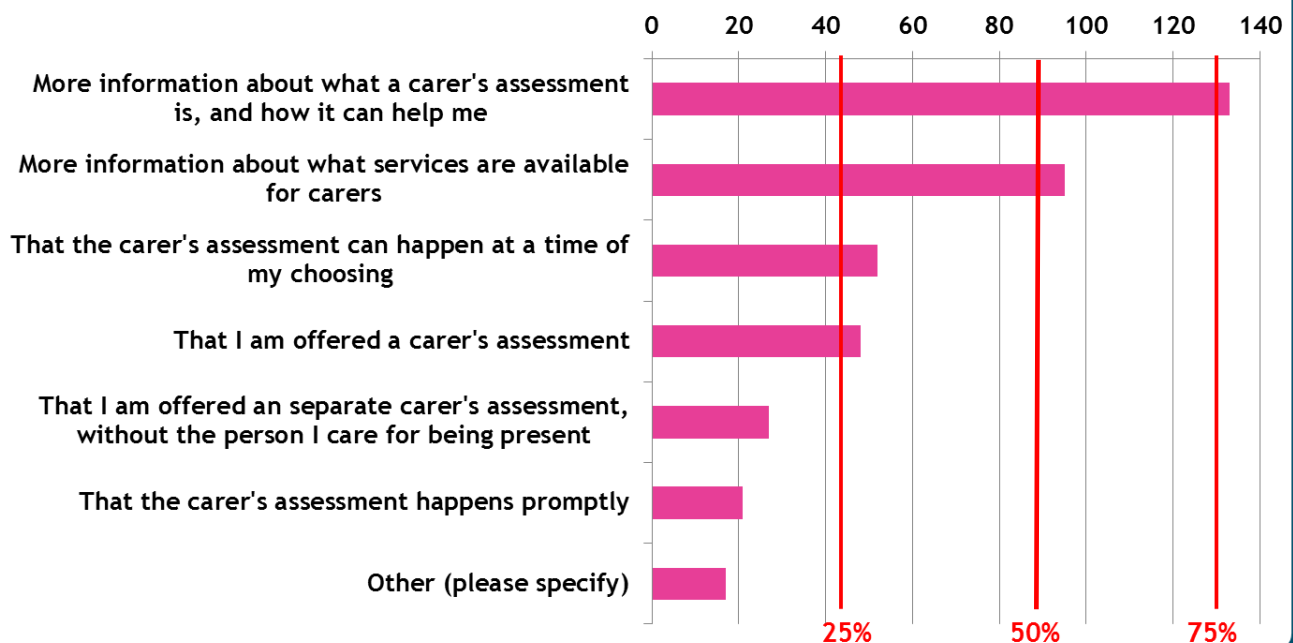 0 20 40 60 80 100 120 140
More information about what a carer's assessment
is, and how it can help me
More information about what services are available
for carers
That the carer's assessment can happen at a time of
my choosing
That I am offered a carer's assessment
That I am offered an separate carer's assessment,
without the person I care for being present
That the carer's assessment happens promptly
Other (please specify)
25% 50% 75%